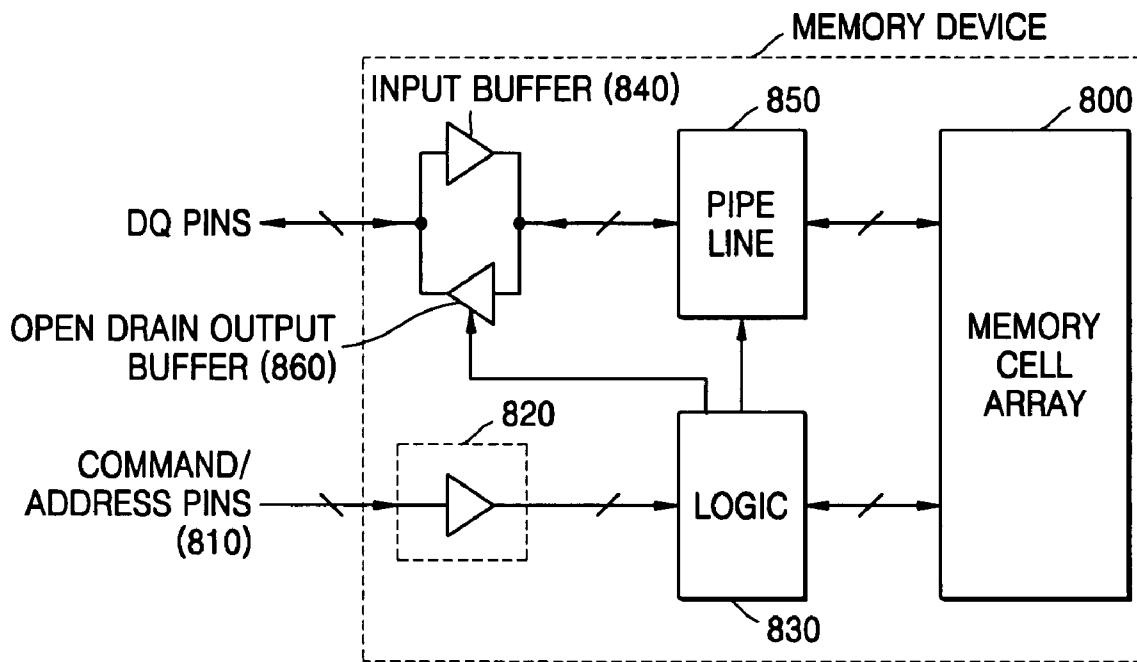 MEMORY DEVICE
INPUT BUFFER (840)
850
800
DQ PINS
PIPE
LINE
OPEN DRAIN OUTPUT
BUFFER (860)
MEMORY
CELL
ARRAY
820
COMMAND/
ADDRESS PINS
(810)
LOGIC
830